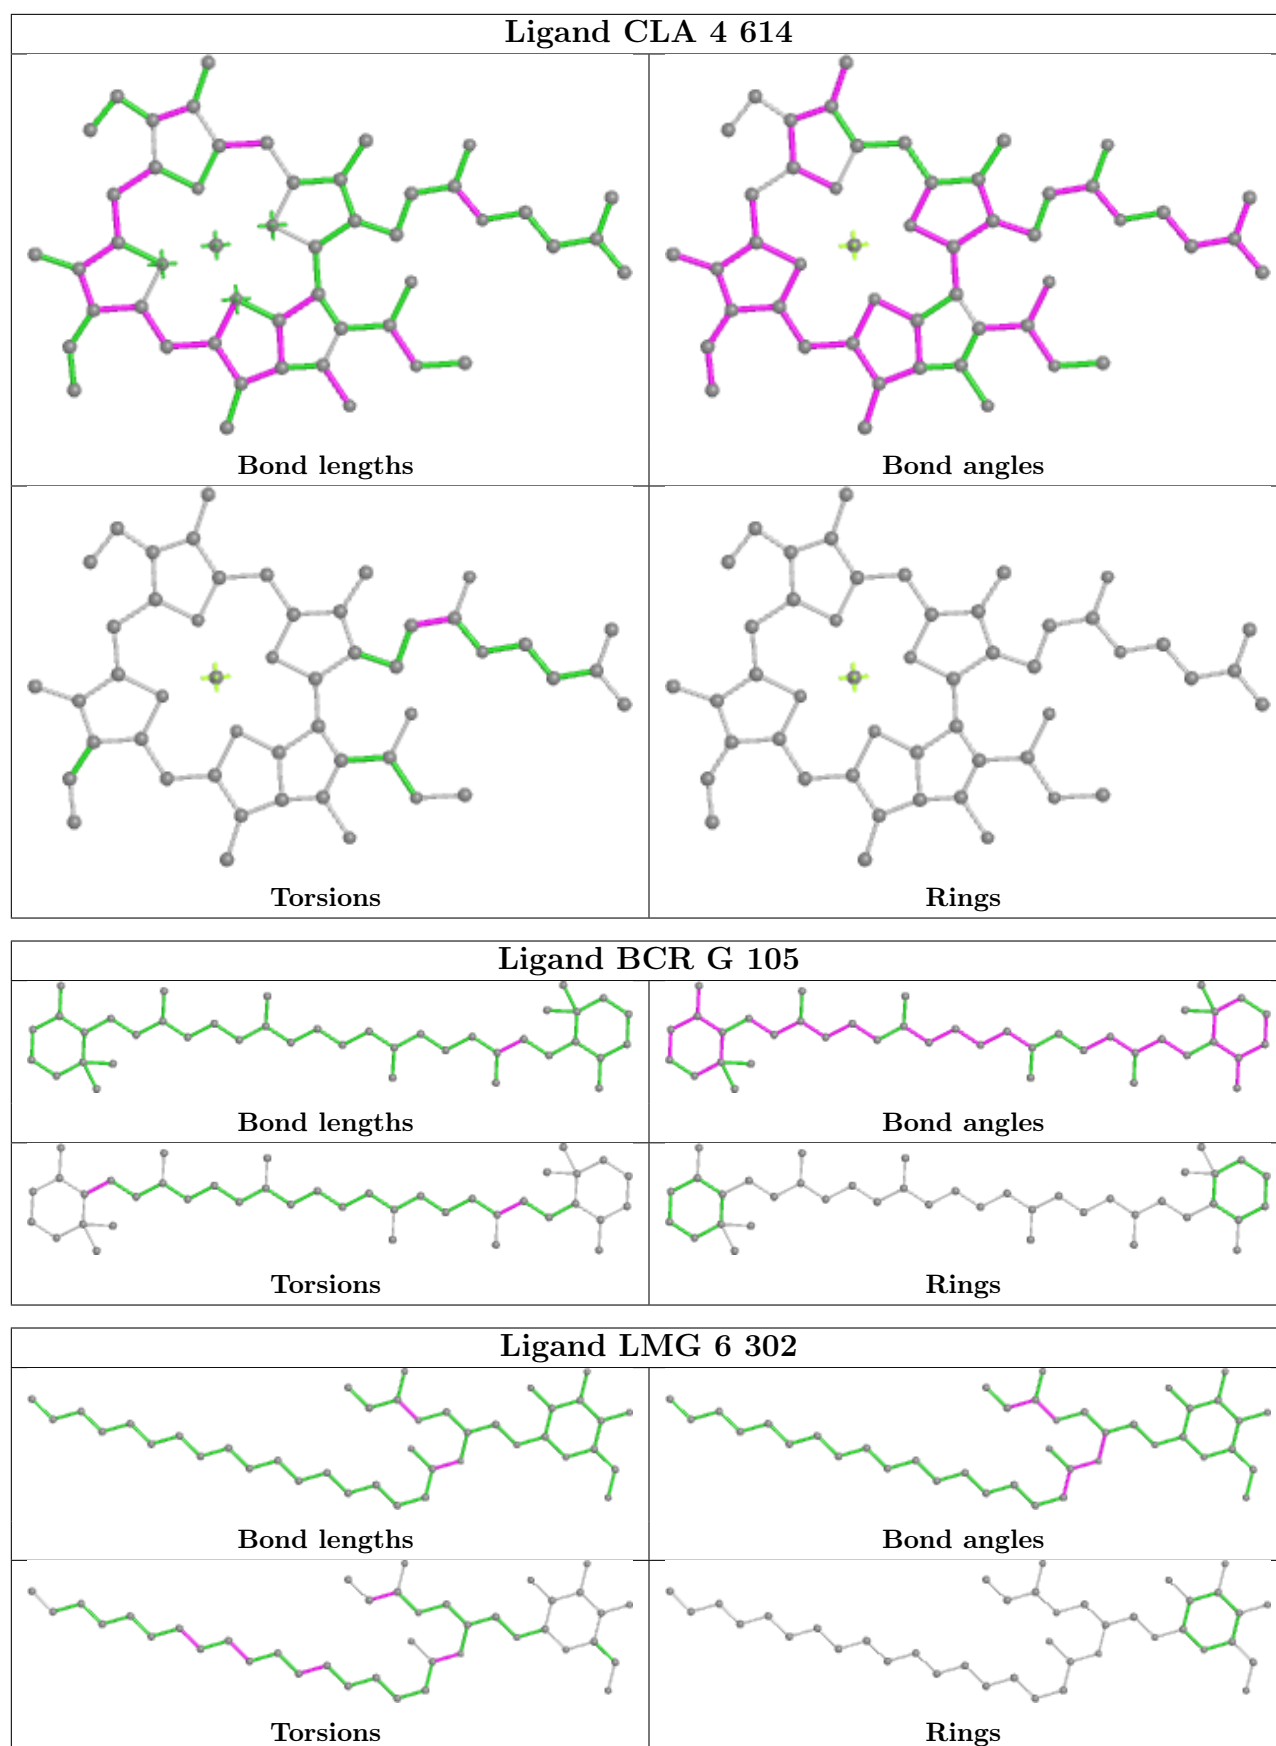 Ligand CLA 4 614
Bond lengths
Bond angles
Torsions
Rings
Ligand BCR G 105
Bond lengths
Bond angles
Torsions
Rings
Ligand LMG 6 302
Bond lengths
Bond angles
Torsions
Rings